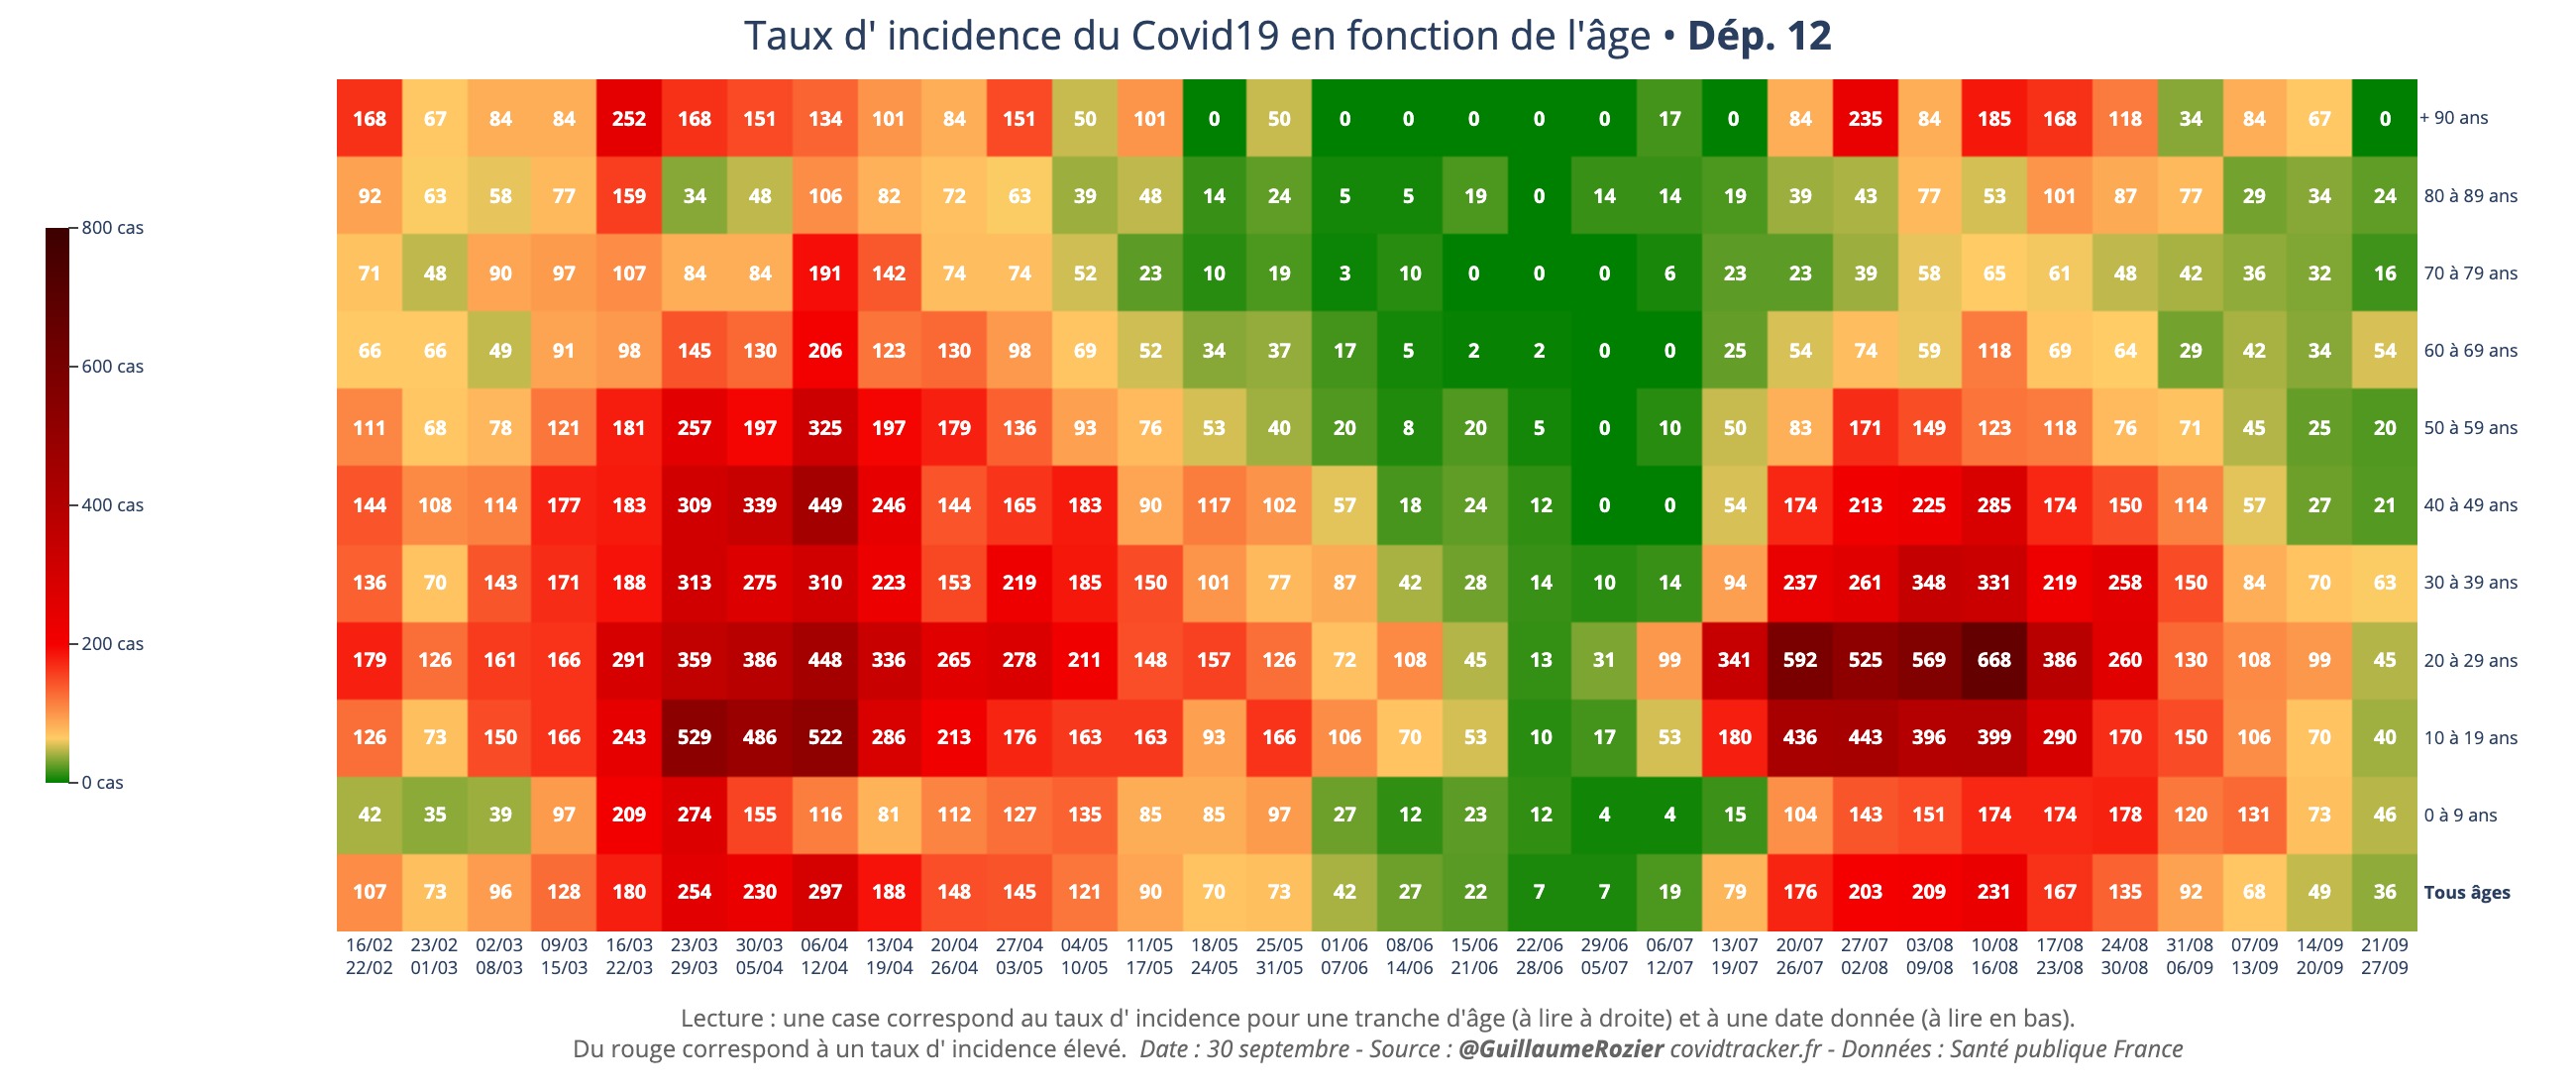 Taux d' incidence du Covid19 en fonction de l'âge • Dép. 12
800 cas
600 cas
400 cas
200 cas
0 cas
168 67 84 84 252 168 151 134 101 84 151 50 101 0 50 0 0 0 0 0 17 0 84 235 84 185 168 118 34 84 67 0 + 90 ans
92 63 58 77 159 34 48 106 82 72 63 39 48 14 24 5 5 19 0 14 14 19 39 43 77 53 101 87 77 29 34 24 80 à 89 ans
71 48 90 97 107 84 84 191 142 74 74 52 23 10 19 3 10 0 0 0 6 23 23 39 58 65 61 48 42 36 32 16 70 à 79 ans
66 66 49 91 98 145 130 206 123 130 98 69 52 34 37 17 5 2 2 0 0 25 54 74 59 118 69 64 29 42 34 54 60 à 69 ans
111 68 78 121 181 257 197 325 197 179 136 93 76 53 40 20 8 20 5 0 10 50 83 171 149 123 118 76 71 45 25 20 50 à 59 ans
144 108 114 177 183 309 339 449 246 144 165 183 90 117 102 57 18 24 12 0 0 54 174 213 225 285 174 150 114 57 27 21 40 à 49 ans
136 70 143 171 188 313 275 310 223 153 219 185 150 101 77 87 42 28 14 10 14 94 237 261 348 331 219 258 150 84 70 63 30 à 39 ans
179 126 161 166 291 359 386 448 336 265 278 211 148 157 126 72 108 45 13 31 99 341 592 525 569 668 386 260 130 108 99 45 20 à 29 ans
126 73 150 166 243 529 486 522 286 213 176 163 163 93 166 106 70 53 10 17 53 180 436 443 396 399 290 170 150 106 70 40 10 à 19 ans
42 35 39 97 209 274 155 116 81 112 127 135 85 85 97 27 12 23 12 4 4 15 104 143 151 174 174 178 120 131 73 46 0 à 9 ans
107 73 96 128 180 254 230 297 188 148 145 121 90 70 73 42 27 22 7 7 19 79 176 203 209 231 167 135 92 68 49 36 Tous âges
16/02 23/02 02/03 09/03 16/03 23/03 30/03 06/04 13/04 20/04 27/04 04/05 11/05 18/05 25/05 01/06 08/06 15/06 22/06 29/06 06/07 13/07 20/07 27/07 03/08 10/08 17/08 24/08 31/08 07/09 14/09 21/09
22/02 01/03 08/03 15/03 22/03 29/03 05/04 12/04 19/04 26/04 03/05 10/05 17/05 24/05 31/05 07/06 14/06 21/06 28/06 05/07 12/07 19/07 26/07 02/08 09/08 16/08 23/08 30/08 06/09 13/09 20/09 27/09
Lecture : une case correspond au taux d' incidence pour une tranche d'âge (à lire à droite) et à une date donnée (à lire en bas).
Du rouge correspond à un taux d' incidence élevé. Date : 30 septembre - Source : @GuillaumeRozier covidtracker.fr - Données : Santé publique France